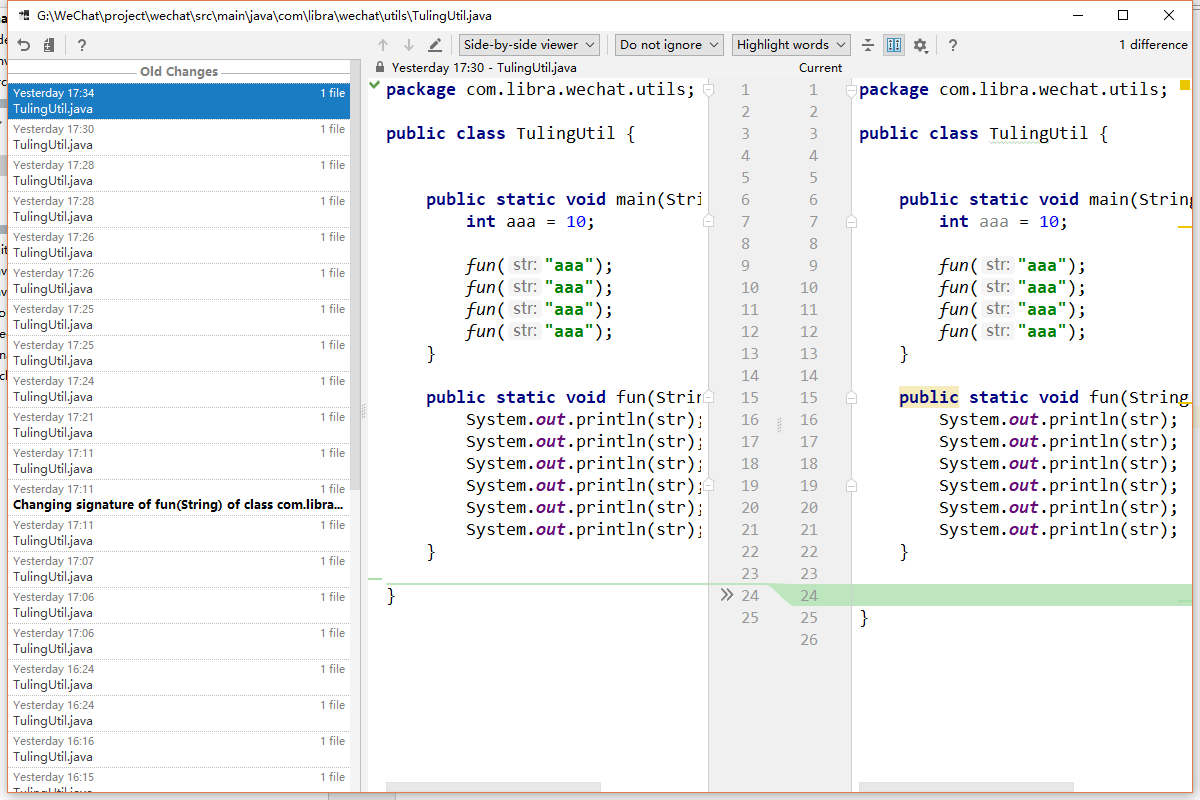 G:\WeChat\project\wechat\src\main\java\com\libra\wechat\utils\TulingUtil.java
? Side-by-side viewer Do not ignore Highlight words ? 1 difference
Old Changes
Yesterday 17:34 1 file
TulingUtil.java
Yesterday 17:30 1 file
TulingUtil.java
Yesterday 17:28 1 file
TulingUtil.java
Yesterday 17:28 1 file
TulingUtil.java
Yesterday 17:26 1 file
TulingUtil.java
Yesterday 17:26 1 file
TulingUtil.java
Yesterday 17:25 1 file
TulingUtil.java
Yesterday 17:25 1 file
TulingUtil.java
Yesterday 17:24 1 file
TulingUtil.java
Yesterday 17:21 1 file
TulingUtil.java
Yesterday 17:11 1 file
TulingUtil.java
Yesterday 17:11 1 file
Changing signature of fun(String) of class com.libra...
Yesterday 17:11 1 file
TulingUtil.java
Yesterday 17:07 1 file
TulingUtil.java
Yesterday 17:06 1 file
TulingUtil.java
Yesterday 17:06 1 file
TulingUtil.java
Yesterday 16:24 1 file
TulingUtil.java
Yesterday 16:24 1 file
TulingUtil.java
Yesterday 16:16 1 file
TulingUtil.java
Yesterday 16:15 1 file
TulingUtil.java
Yesterday 17:30 - TulingUtil.java Current
package com.libra.wechat.utils; 1 1 package com.libra.wechat.utils;
2 2
public class TulingUtil { 3 3 public class TulingUtil {
4 4
5 5
public static void main(Stri 6 6 public static void main(String
int aaa = 10; 7 7 int aaa = 10;
8 8
fun( str: "aaa"); 9 9 fun( str: "aaa");
fun( str: "aaa"); 10 10 fun( str: "aaa");
fun( str: "aaa"); 11 11 fun( str: "aaa");
fun( str: "aaa"); 12 12 fun( str: "aaa");
} 13 13 }
14 14
public static void fun(Strin 15 15 public static void fun(String
System.out.println(str); 16 16 System.out.println(str);
System.out.println(str); 17 17 System.out.println(str);
System.out.println(str); 18 18 System.out.println(str);
System.out.println(str); 19 19 System.out.println(str);
System.out.println(str); 20 20 System.out.println(str);
System.out.println(str); 21 21 System.out.println(str);
} 22 22 }
23 23
} 24 24
25 25 }
26